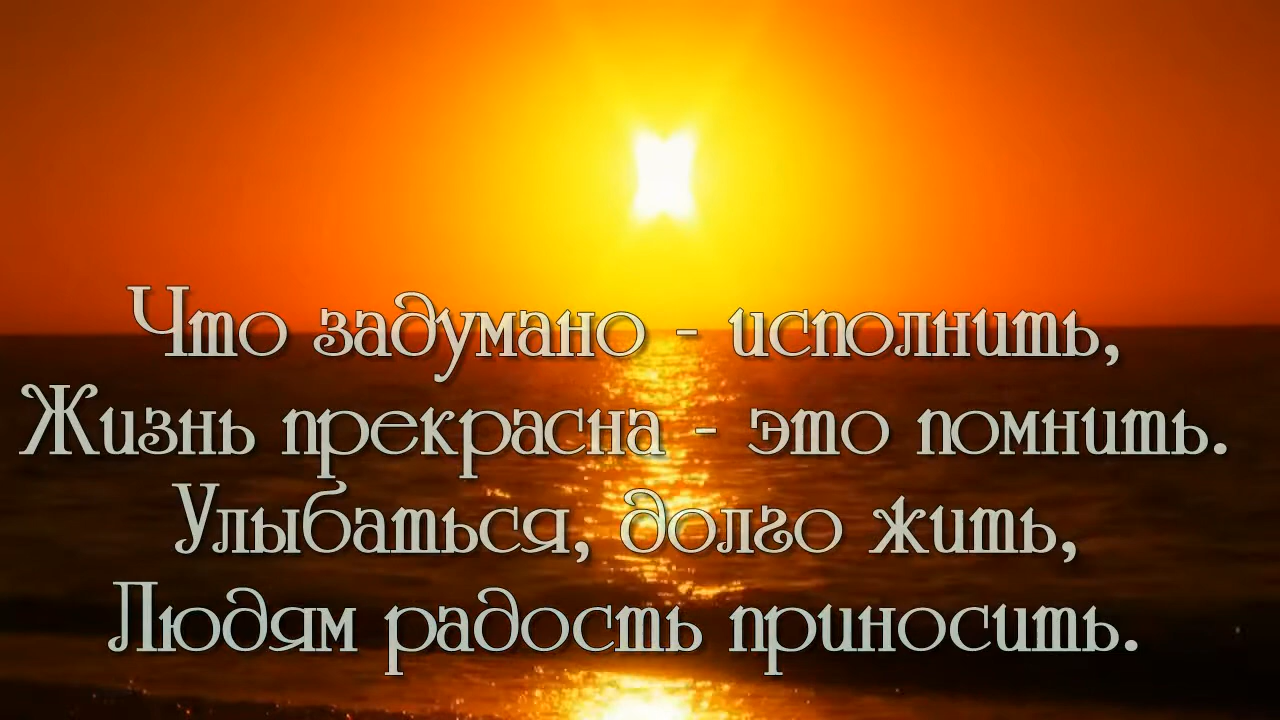 Что задумано - исполнить,
Жизнь прекрасна - это помнить.
Улыбаться, долго жить,
Людям радость приносить.